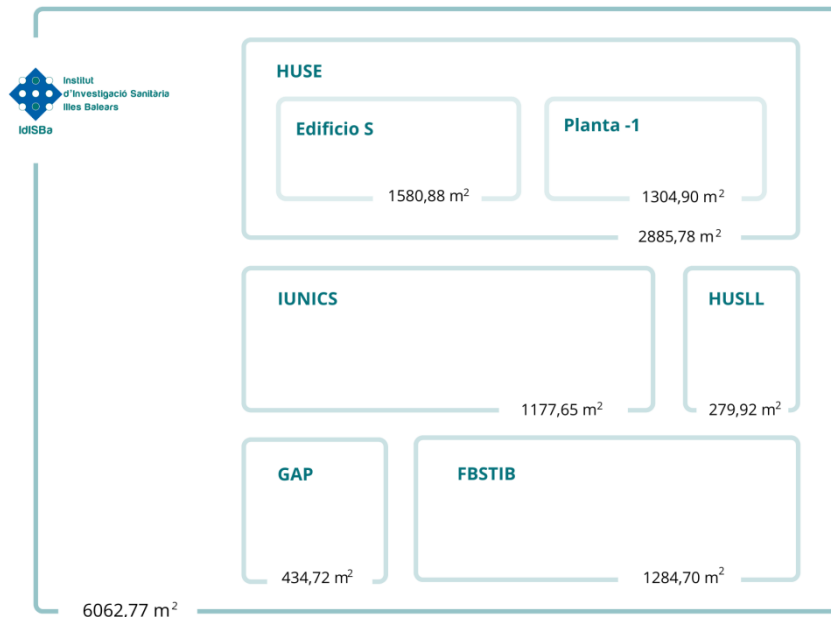 HUSE
Institut
d'Investigació Sanitària
Illes Balears
IdISBa
Edificio S
Planta -1
1580,88 m²
1304,90 m²
2885,78 m²
IUNICS
HUSLL
1177,65 m²
279,92 m²
GAP
FBSTIB
434,72 m²
1284,70 m²
6062,77 m²